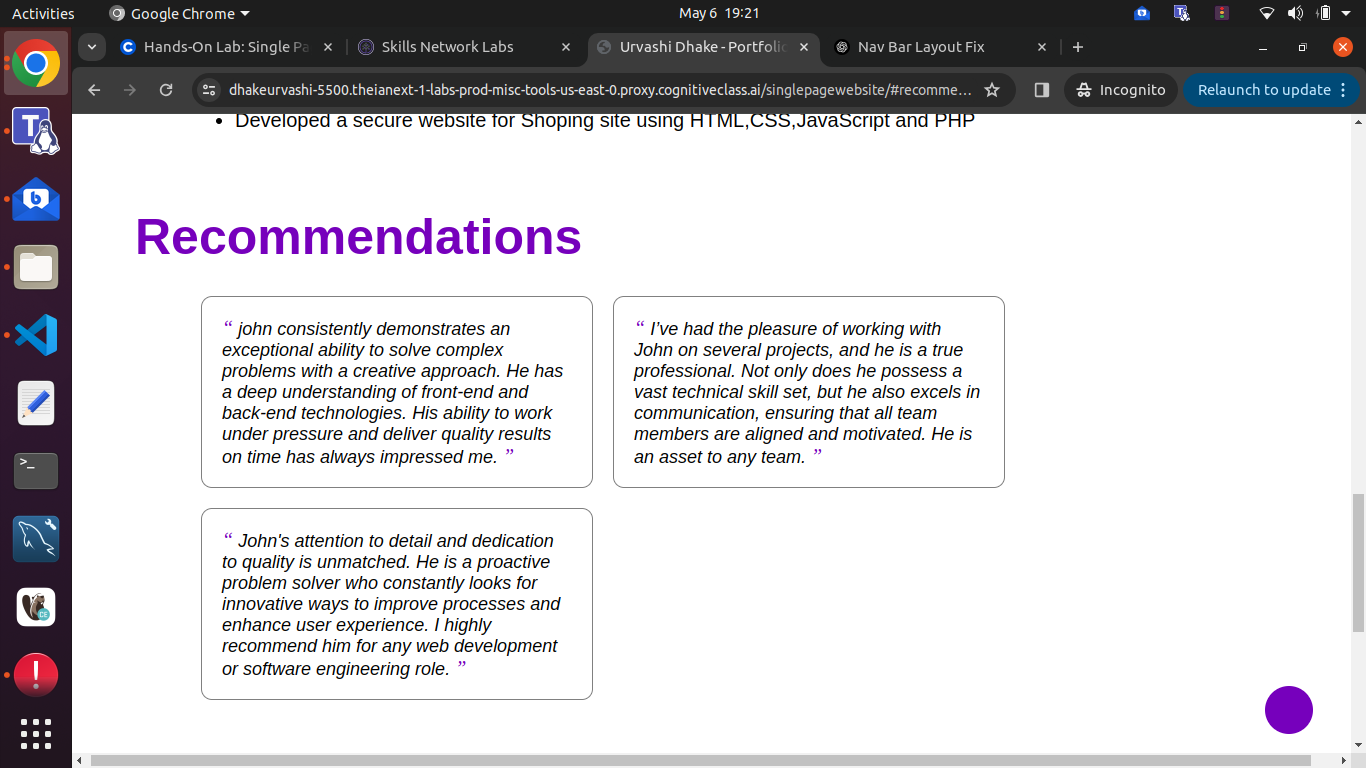 Activities
Google Chrome
May 6 19:21
Hands-On Lab: Single Pa
Skills Network Labs
Urvashi Dhake - Portfolio
Nav Bar Layout Fix
dhakeurvashi-5500.theianext-1-labs-prod-misc-tools-us-east-0.proxy.cognitiveclass.ai/singlepagewebsite/#recomme...
Incognito
Relaunch to update
• Developed a secure website for Shoping site using HTML,CSS,JavaScript and PHP
Recommendations
“ john consistently demonstrates an
exceptional ability to solve complex
problems with a creative approach. He has
a deep understanding of front-end and
back-end technologies. His ability to work
under pressure and deliver quality results
on time has always impressed me. ”
“ I’ve had the pleasure of working with
John on several projects, and he is a true
professional. Not only does he possess a
vast technical skill set, but he also excels in
communication, ensuring that all team
members are aligned and motivated. He is
an asset to any team. ”
“ John's attention to detail and dedication
to quality is unmatched. He is a proactive
problem solver who constantly looks for
innovative ways to improve processes and
enhance user experience. I highly
recommend him for any web development
or software engineering role. ”